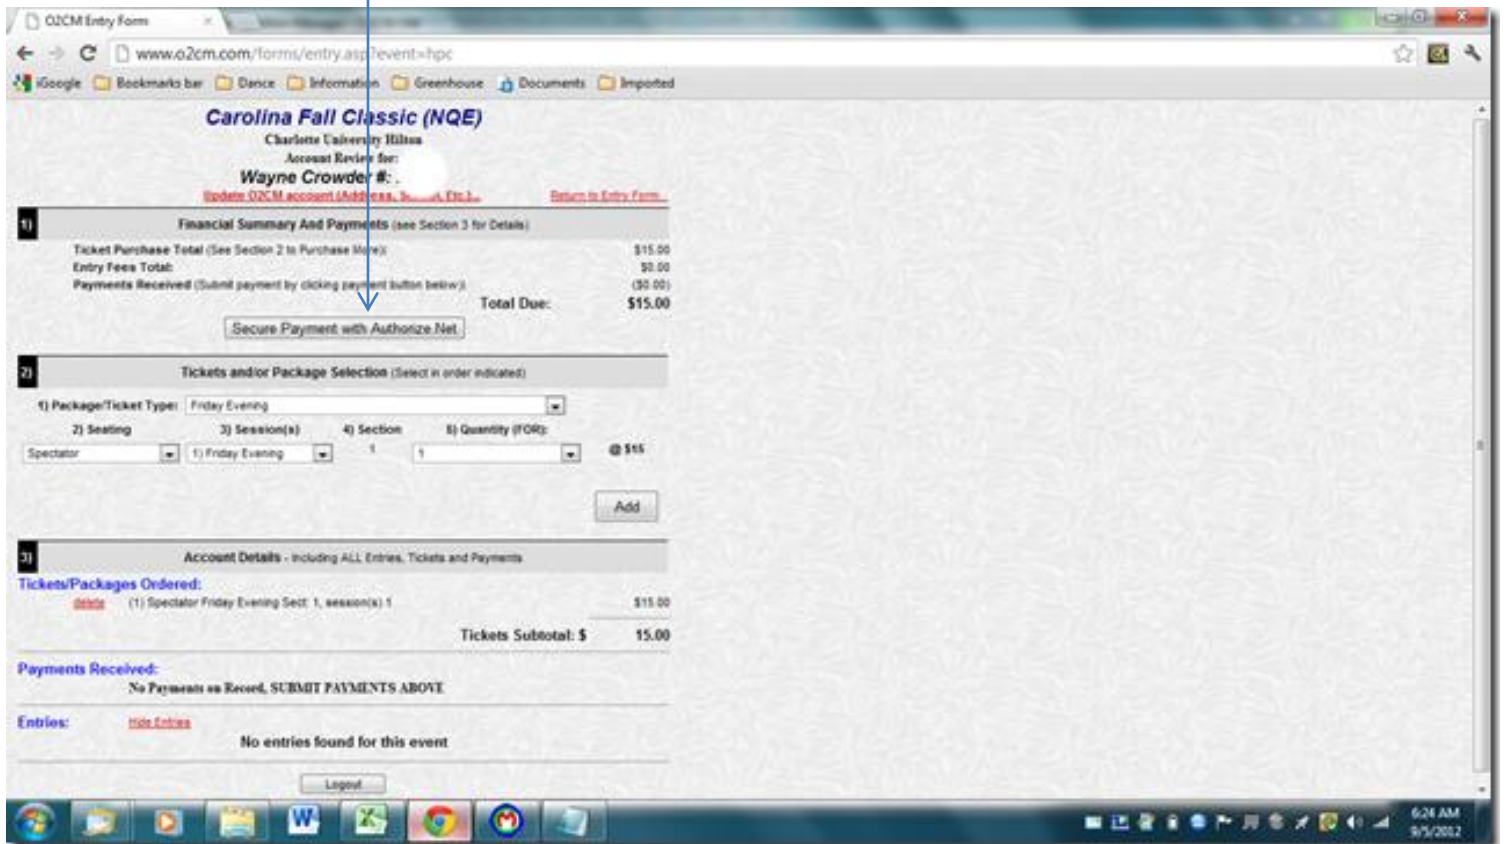 O2CM Entry Form
www.o2cm.com/forms/entry.asp?event=hpc
iGoogle Bookmarks bar Dance Information Greenhouse Documents Imported
Carolina Fall Classic (NQE)
Charlotte University Hilton
Account Review for:
Wayne Crowder #:
Update O2CM account (Address, Etc.)... Return to Entry Form...
1) Financial Summary And Payments (see Section 3 for Details)
Ticket Purchase Total (See Section 2 to Purchase More): $15.00
Entry Fees Total: $0.00
Payments Received (Submit payment by clicking payment button below): ($0.00)
Total Due: $15.00
Secure Payment with Authorize.Net
2) Tickets and/or Package Selection (Select in order indicated)
1) Package/Ticket Type: Friday Evening
2) Seating 3) Session(s) 4) Section 5) Quantity (FOR):
Spectator 1) Friday Evening 1 1 @ $15
Add
3) Account Details - Including ALL Entries, Tickets and Payments
Tickets/Packages Ordered:
delete (1) Spectator Friday Evening Sect: 1, session(s) 1 $15.00
Tickets Subtotal: $ 15.00
Payments Received:
No Payments on Record, SUBMIT PAYMENTS ABOVE
Entries: Hide Entries
No entries found for this event
Logout
6:24 AM
9/5/2012